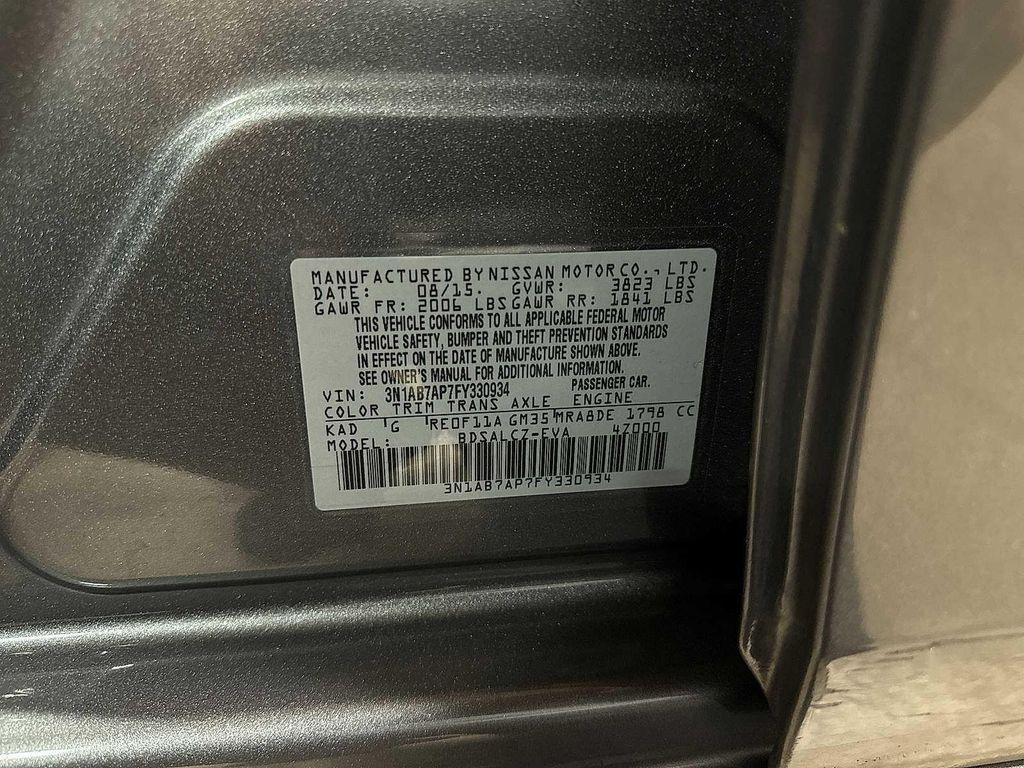 MANUFACTURED BY NISSAN MOTOR CO., LTD.
DATE: 08/15. GVWR: 3823 LBS
GAWR FR: 2006 LBS GAWR RR: 1841 LBS
THIS VEHICLE CONFORMS TO ALL APPLICABLE FEDERAL MOTOR
VEHICLE SAFETY, BUMPER AND THEFT PREVENTION STANDARDS
IN EFFECT ON THE DATE OF MANUFACTURE SHOWN ABOVE.
SEE OWNER'S MANUAL FOR ADDITIONAL INFORMATION.
VIN: 3N1AB7AP7FY330934 PASSENGER CAR.
COLOR TRIM TRANS AXLE ENGINE
KAD G RE0F11A GM35 MRA8DE 1798 CC
MODEL: BDSALCZ-EVA 4Z000
3N1AB7AP7FY330934